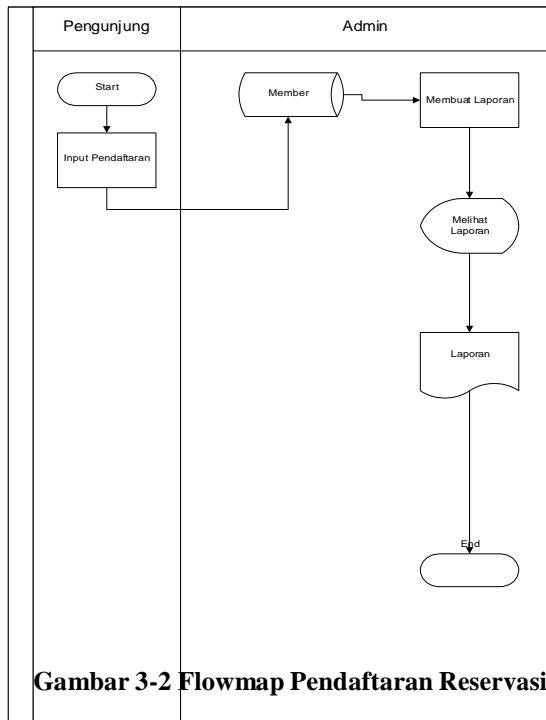 Pengunjung
Admin
Start
Input Pendaftaran
Member
Membuat Laporan
Melihat
Laporan
Laporan
End
Gambar 3-2 Flowmap Pendaftaran Reservasi